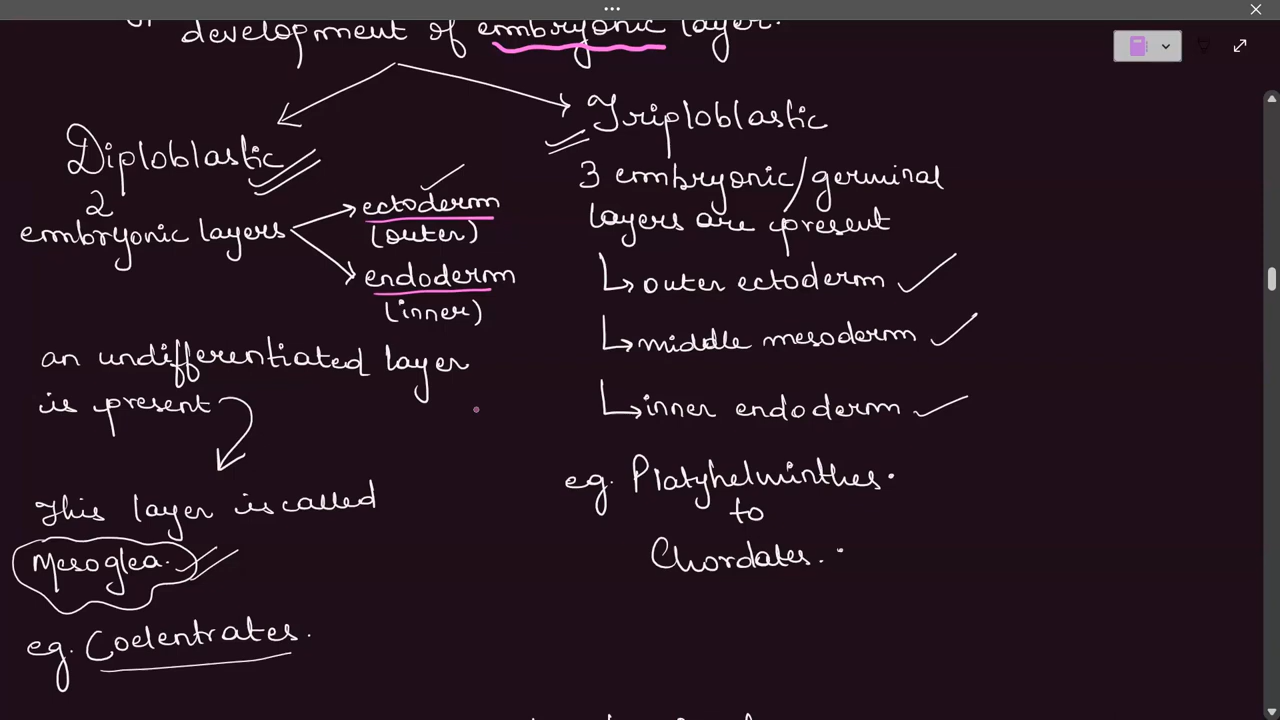 development of embryonic layer.
Diploblastic
2
embryonic layers
ectoderm
(outer)
endoderm
(inner)
an undifferentiated layer
is present
This layer is called
Mesoglea.
eg. Coelentrates.
Triploblastic
3 embryonic/germinal
layers are present
outer ectoderm
middle mesoderm
inner endoderm
eg. Platyhelminthes.
to
Chordates.